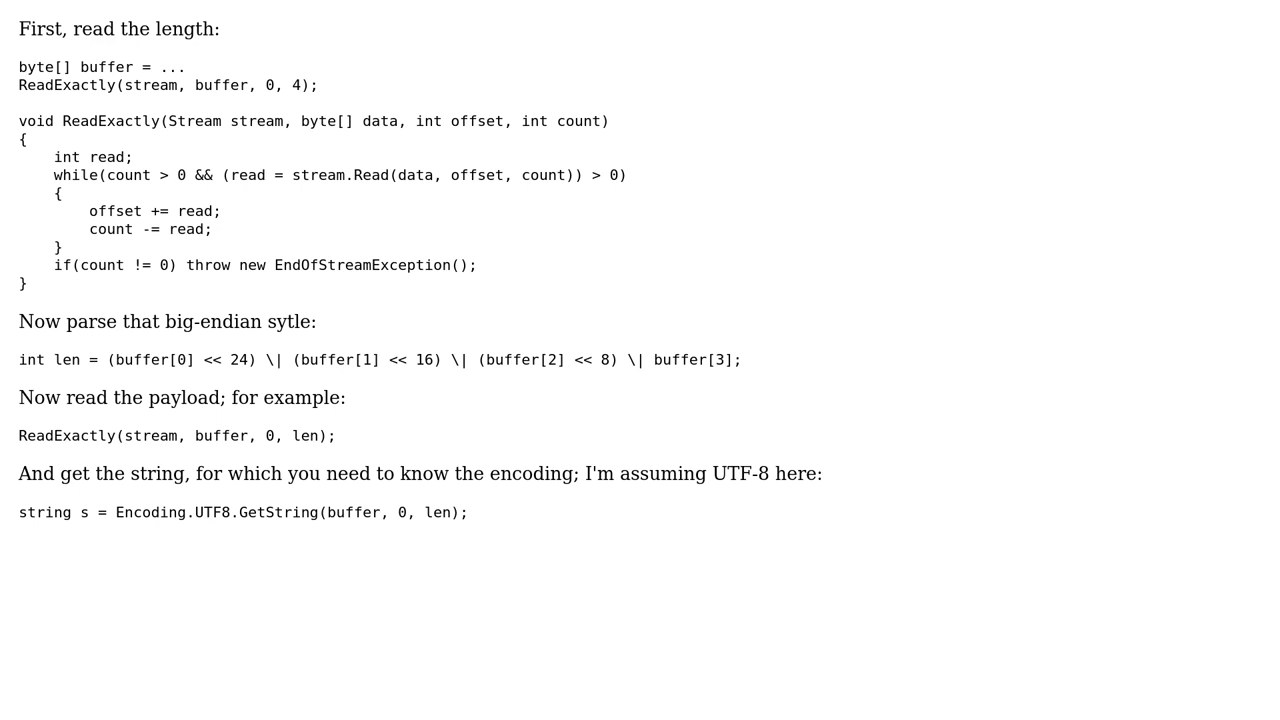 First, read the length:
byte[] buffer = ...
ReadExactly(stream, buffer, 0, 4);
void ReadExactly(Stream stream, byte[] data, int offset, int count)
{
    int read;
    while(count > 0 && (read = stream.Read(data, offset, count)) > 0)
    {
        offset += read;
        count -= read;
    }
    if(count != 0) throw new EndOfStreamException();
}
Now parse that big-endian sytle:
int len = (buffer[0] << 24) \| (buffer[1] << 16) \| (buffer[2] << 8) \| buffer[3];
Now read the payload; for example:
ReadExactly(stream, buffer, 0, len);
And get the string, for which you need to know the encoding; I'm assuming UTF-8 here:
string s = Encoding.UTF8.GetString(buffer, 0, len);